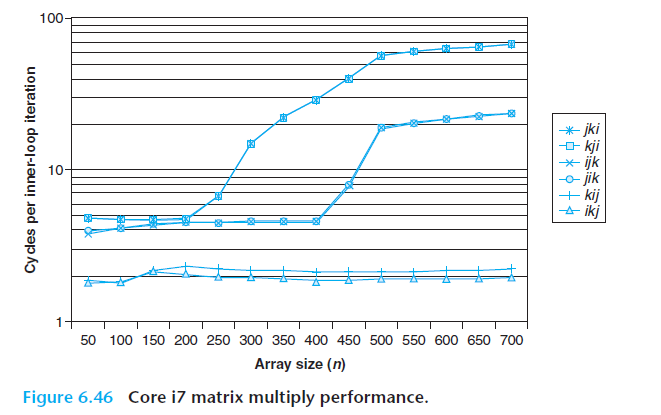 100
10
1
Cycles per inner-loop iteration
50 100 150 200 250 300 350 400 450 500 550 600 650 700
Array size (n)
jki
kji
ijk
jik
kij
ikj
Figure 6.46 Core i7 matrix multiply performance.